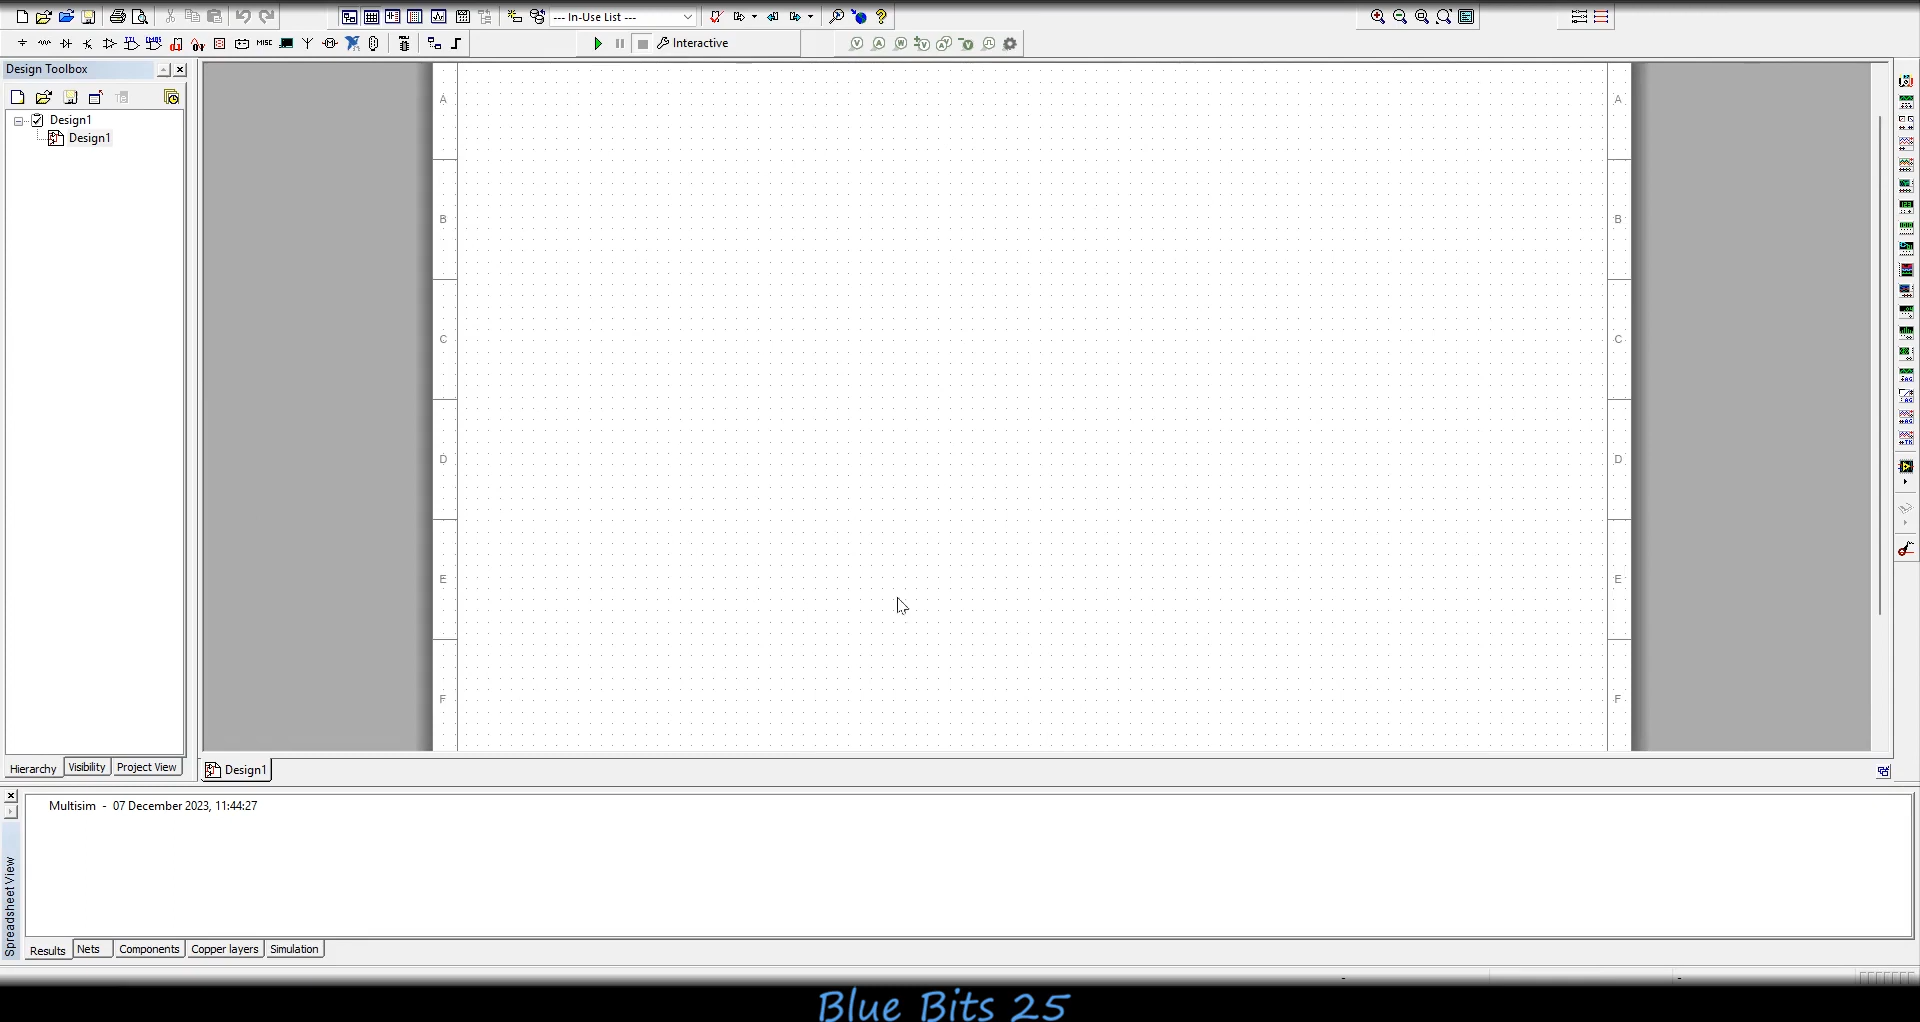 --- In-Use List ---
MISC
Interactive
Design Toolbox
Design1
Design1
A
A
B
B
C
C
D
D
E
E
F
F
Hierarchy
Visibility
Project View
Design1
Multisim - 07 December 2023, 11:44:27
Spreadsheet View
Results
Nets
Components
Copper layers
Simulation
Blue Bits 25